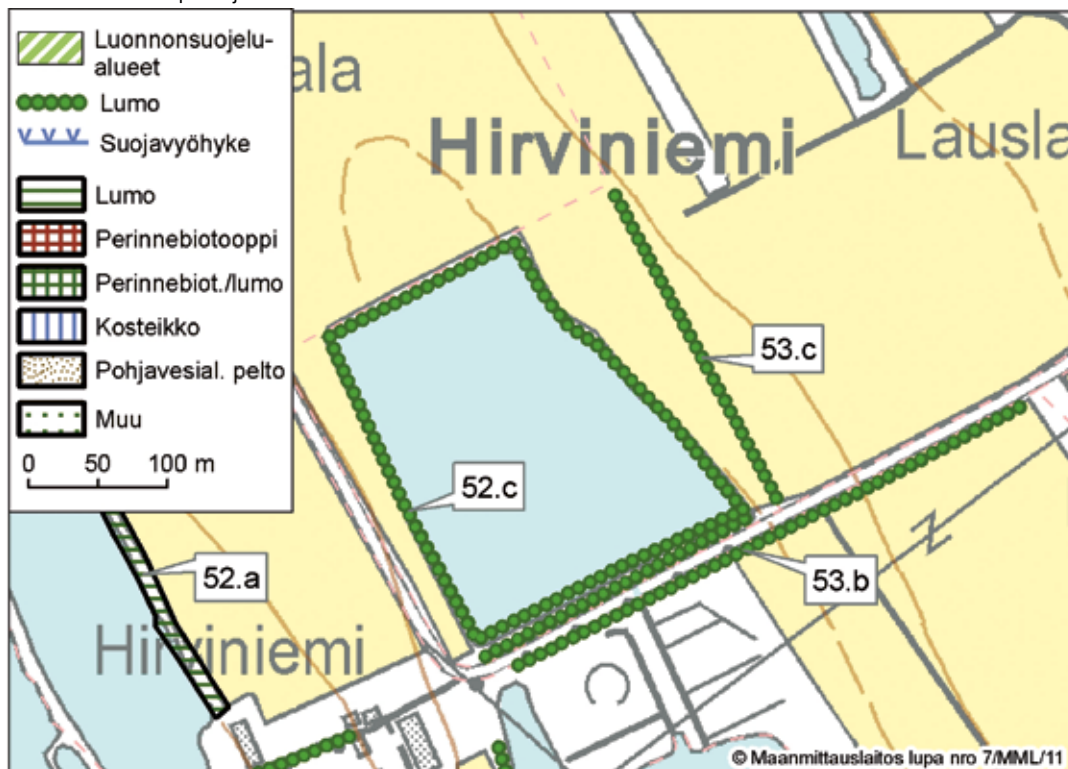 Luonnonsuojelu-
alueet
Lumo
Suojavyöhyke
Lumo
Perinnebiotooppi
Perinnebiot./lumo
Kosteikko
Pohjavesial. pelto
Muu
0 50 100 m
ala
Hirviniemi
Lausla
53.c
52.c
53.b
52.a
Hirviniemi
© Maanmittauslaitos lupa nro 7/MML/11